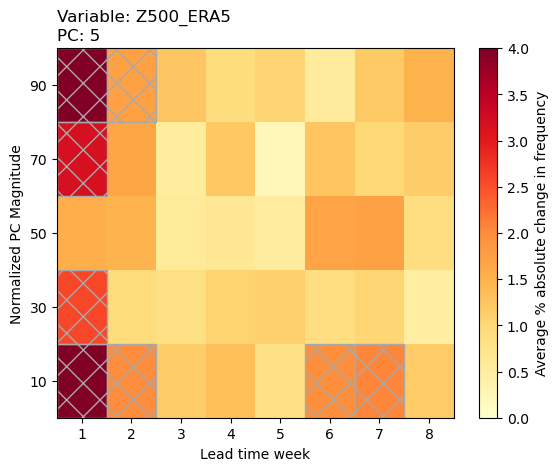 Variable: Z500_ERA5
PC: 5
Normalized PC Magnitude
90
70
50
30
10
1 2 3 4 5 6 7 8
Lead time week
4.0
3.5
3.0
2.5
2.0
1.5
1.0
0.5
0.0
Average % absolute change in frequency